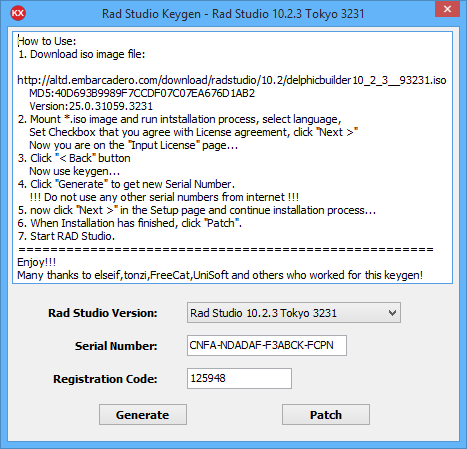 KX
Rad Studio Keygen - Rad Studio 10.2.3 Tokyo 3231
How to Use:
1. Download iso image file:
http://altd.embarcadero.com/download/radstudio/10.2/delphicbuilder10_2_3__93231.iso
MD5:40D693B9989F7CCDF07C07EA676D1AB2
Version:25.0.31059.3231
2. Mount *.iso image and run intstallation process, select language,
Set Checkbox that you agree with License agreement, click "Next >"
Now you are on the "Input License" page...
3. Click "< Back" button
Now use keygen...
4. Click "Generate" to get new Serial Number.
!!! Do not use any other serial numbers from internet !!!
5. now click "Next >" in the Setup page and continue installation process...
6. When Installation has finished, click "Patch".
7. Start RAD Studio.
====================================================
Enjoy!!!
Many thanks to elseif,tonzi,FreeCat,UniSoft and others who worked for this keygen!
Rad Studio Version: Rad Studio 10.2.3 Tokyo 3231
Serial Number: CNFA-NDADAF-F3ABCK-FCPN
Registration Code: 125948
Generate Patch